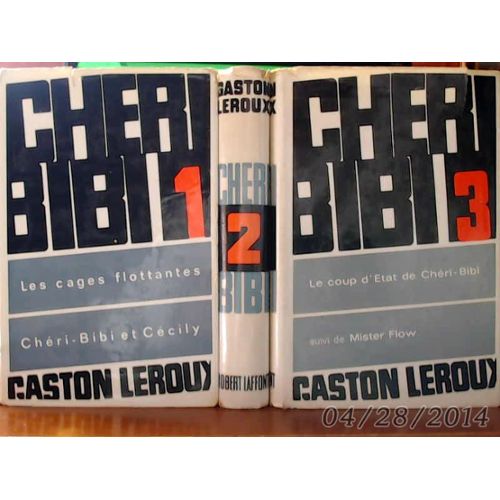 CHERI
BIBI 1
Les cages flottantes
Chéri-Bibi et Cécily
GASTON LEROUX
GASTON
LEROUX
CHERI
2
BIBI
ROBERT LAFFONT
CHERI
BIBI 3
Le coup d'Etat de Chéri-Bibi
suivi de Mister Flow
GASTON LEROUX
04/28/2014